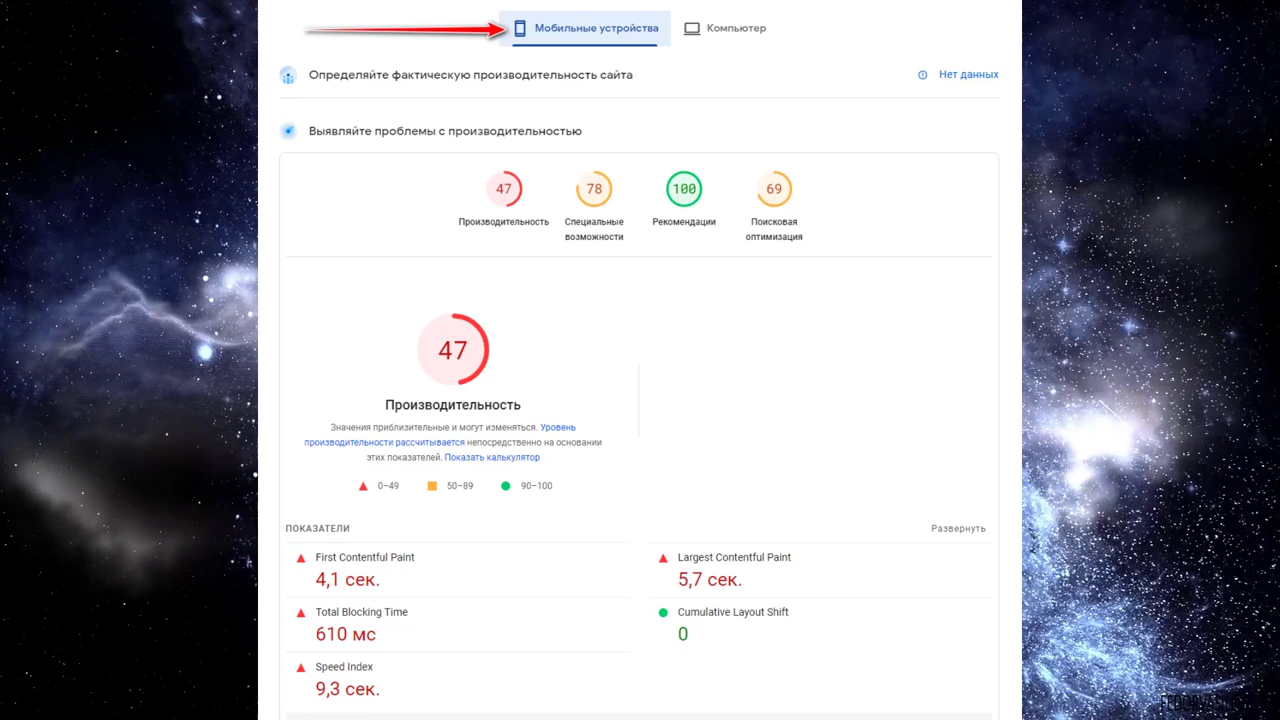 Мобильные устройства
Компьютер
Определяйте фактическую производительность сайта
Нет данных
Выявляйте проблемы с производительностью
47
78
100
69
Производительность
Специальные
возможности
Рекомендации
Поисковая
оптимизация
47
Производительность
Значения приблизительные и могут изменяться. Уровень
производительности рассчитывается непосредственно на основании
этих показателей. Показать калькулятор
0–49
50–89
90–100
ПОКАЗАТЕЛИ
Развернуть
First Contentful Paint
4,1 сек.
Largest Contentful Paint
5,7 сек.
Total Blocking Time
610 мс
Cumulative Layout Shift
0
Speed Index
9,3 сек.